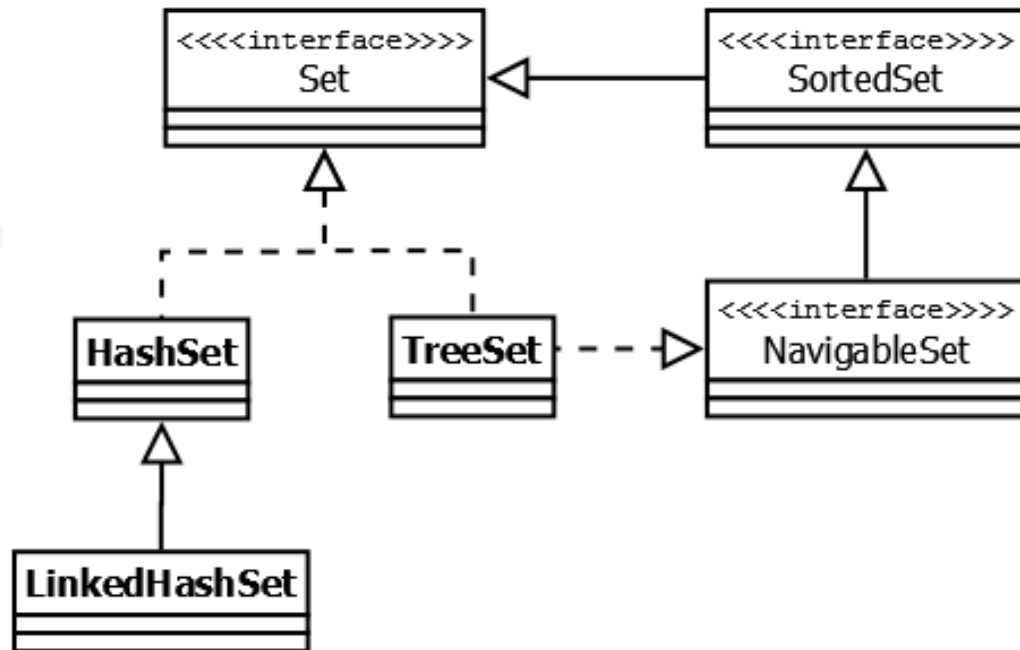 <<<<interface>>>>
Set
<<<<interface>>>>
SortedSet
HashSet
TreeSet
<<<<interface>>>>
NavigableSet
LinkedHashSet